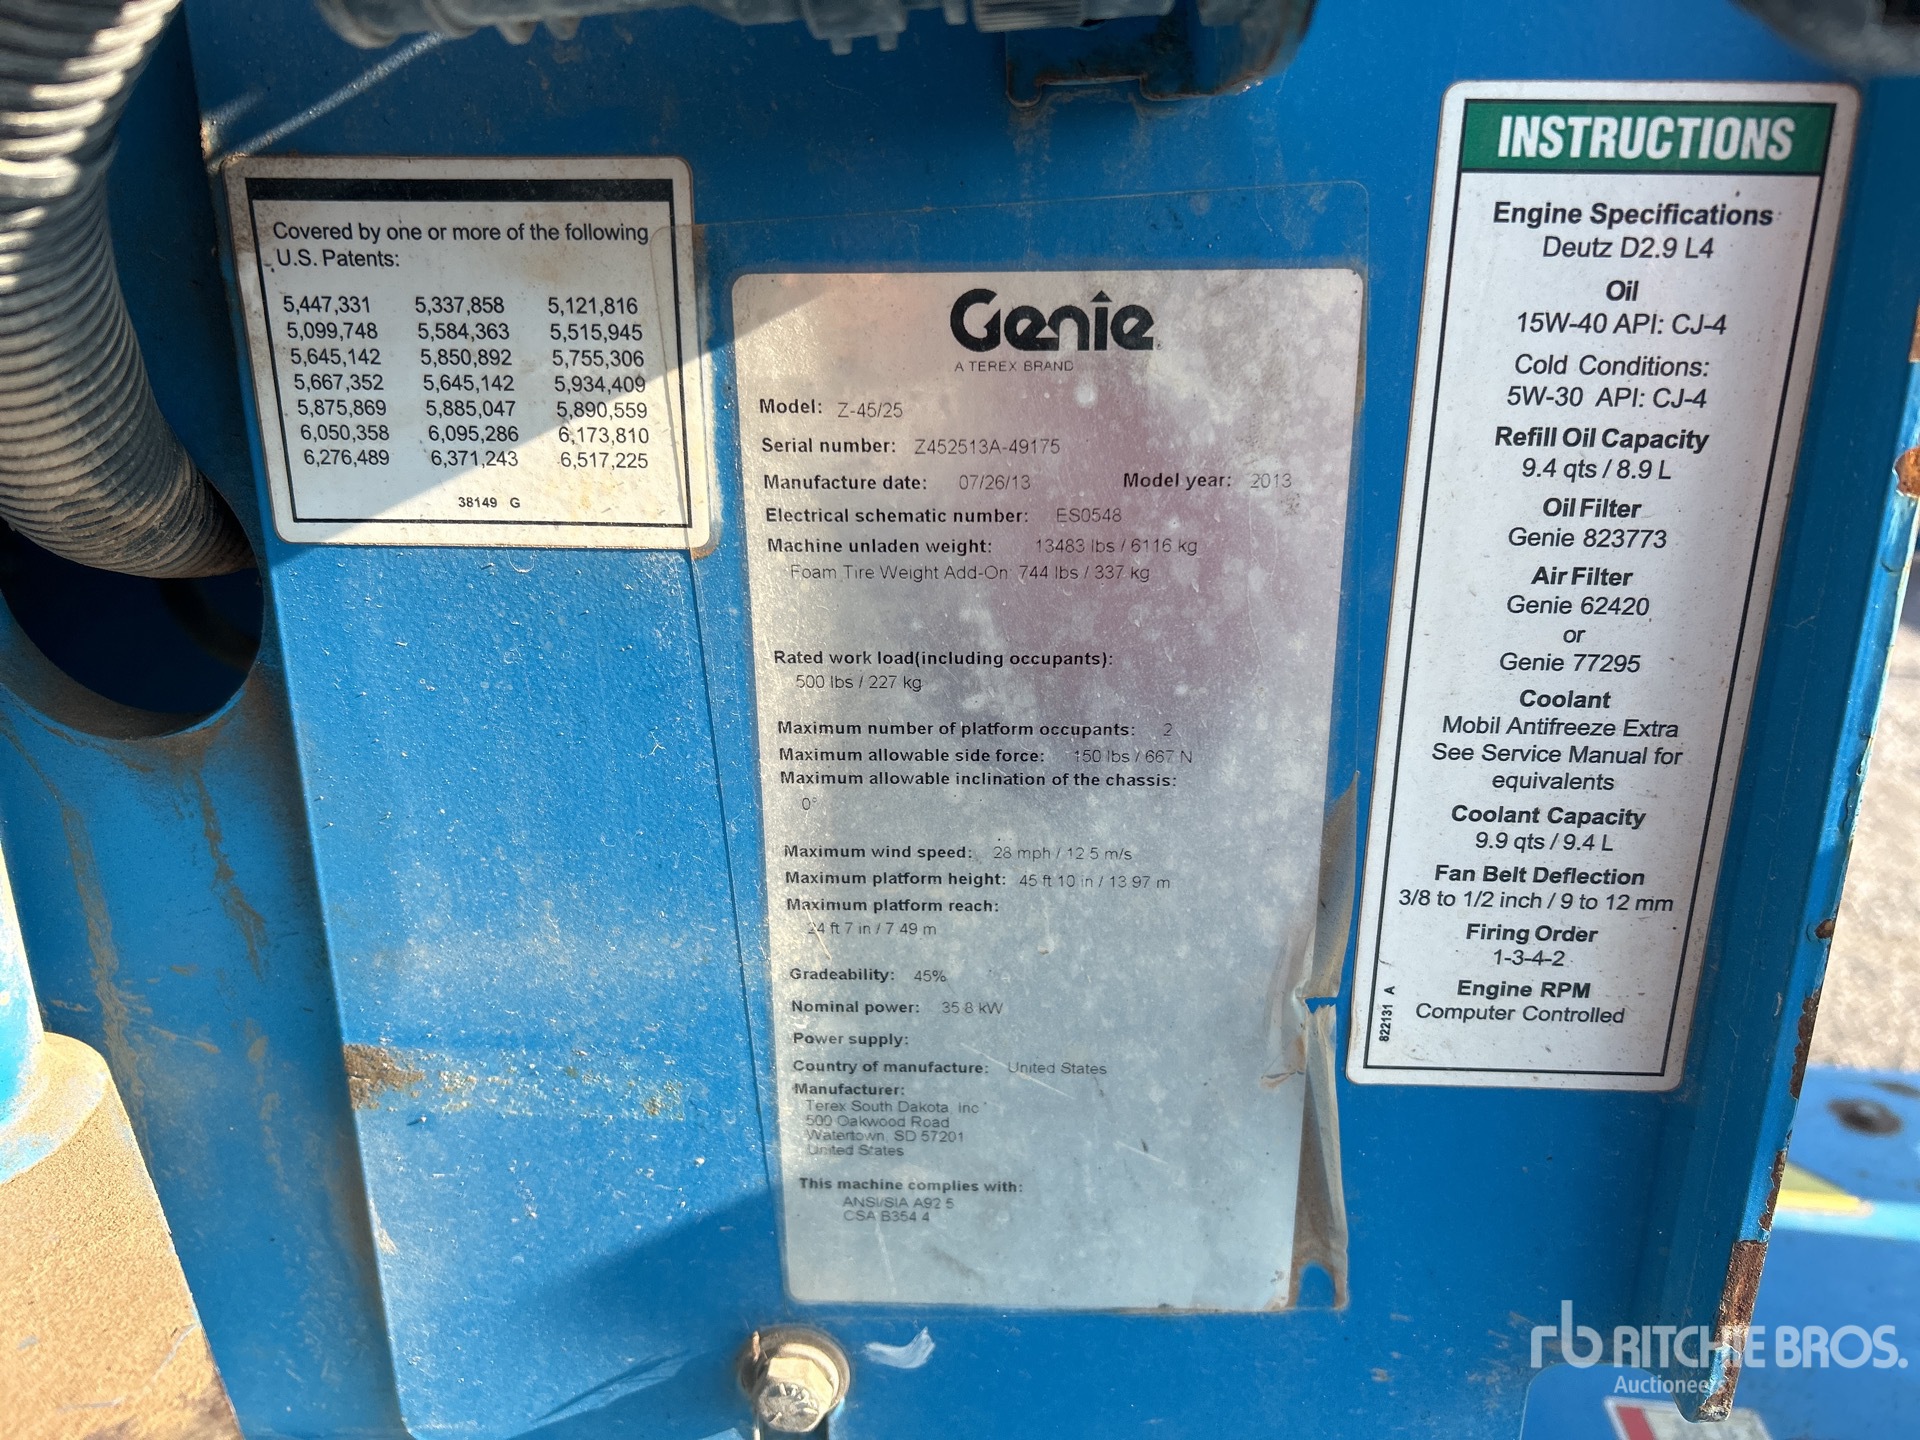 Covered by one or more of the following
U.S. Patents:
5,447,331 5,337,858 5,121,816
5,099,748 5,584,363 5,515,945
5,645,142 5,850,892 5,755,306
5,667,352 5,645,142 5,934,409
5,875,869 5,885,047 5,890,559
6,050,358 6,095,286 6,173,810
6,276,489 6,371,243 6,517,225
38149 G
Genie
A TEREX BRAND
Model: Z-45/25
Serial number: Z452513A-49175
Manufacture date: 07/26/13 Model year: 2013
Electrical schematic number: ES0548
Machine unladen weight: 13483 lbs / 6116 kg
Foam Tire Weight Add-On: 744 lbs / 337 kg
Rated work load(including occupants):
500 lbs / 227 kg
Maximum number of platform occupants: 2
Maximum allowable side force: 150 lbs / 667 N
Maximum allowable inclination of the chassis:
0°
Maximum wind speed: 28 mph / 12.5 m/s
Maximum platform height: 45 ft 10 in / 13.97 m
Maximum platform reach:
24 ft 7 in / 7.49 m
Gradeability: 45%
Nominal power: 35.8 kW
Power supply:
Country of manufacture: United States
Manufacturer:
Terex South Dakota, Inc
500 Oakwood Road
Watertown, SD 57201
United States
This machine complies with:
ANSI/SIA A92.5
CSA B354.4
INSTRUCTIONS
Engine Specifications
Deutz D2.9 L4
Oil
15W-40 API: CJ-4
Cold Conditions:
5W-30 API: CJ-4
Refill Oil Capacity
9.4 qts / 8.9 L
Oil Filter
Genie 823773
Air Filter
Genie 62420
or
Genie 77295
Coolant
Mobil Antifreeze Extra
See Service Manual for
equivalents
Coolant Capacity
9.9 qts / 9.4 L
Fan Belt Deflection
3/8 to 1/2 inch / 9 to 12 mm
Firing Order
1-3-4-2
Engine RPM
Computer Controlled
822131 A
rb RITCHIE BROS.
Auctioneers